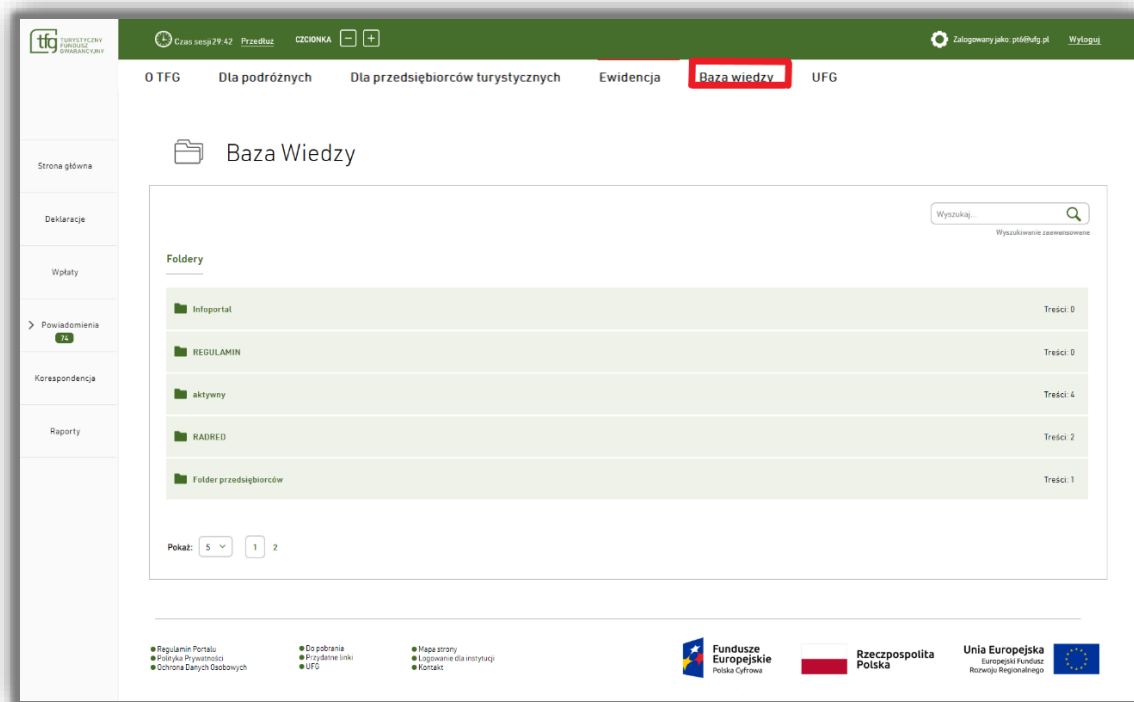 tfg TURYSTYCZNY
FUNDUSZ
GWARANCYJNY
Czas sesji 29:42 Przedłuż CZCIONKA − +
Zalogowany jako: pt6@ufg.pl Wyloguj
O TFG Dla podróżnych Dla przedsiębiorców turystycznych Ewidencja Baza wiedzy UFG
Baza Wiedzy
Strona główna
Deklaracje
Wpłaty
Powiadomienia
74
Korespondencja
Raporty
Wyszukaj...
Wyszukiwanie zaawansowane
Foldery
Infoportal Treści: 0
REGULAMIN Treści: 0
aktywny Treści: 4
RADRED Treści: 2
Folder przedsiębiorców Treści: 1
Pokaż: 5 1 2
Regulamin Portalu
Polityka Prywatności
Ochrona Danych Osobowych
Do pobrania
Przydatne linki
UFG
Mapa strony
Logowanie dla instytucji
Kontakt
Fundusze
Europejskie
Polska Cyfrowa
Rzeczpospolita
Polska
Unia Europejska
Europejski Fundusz
Rozwoju Regionalnego